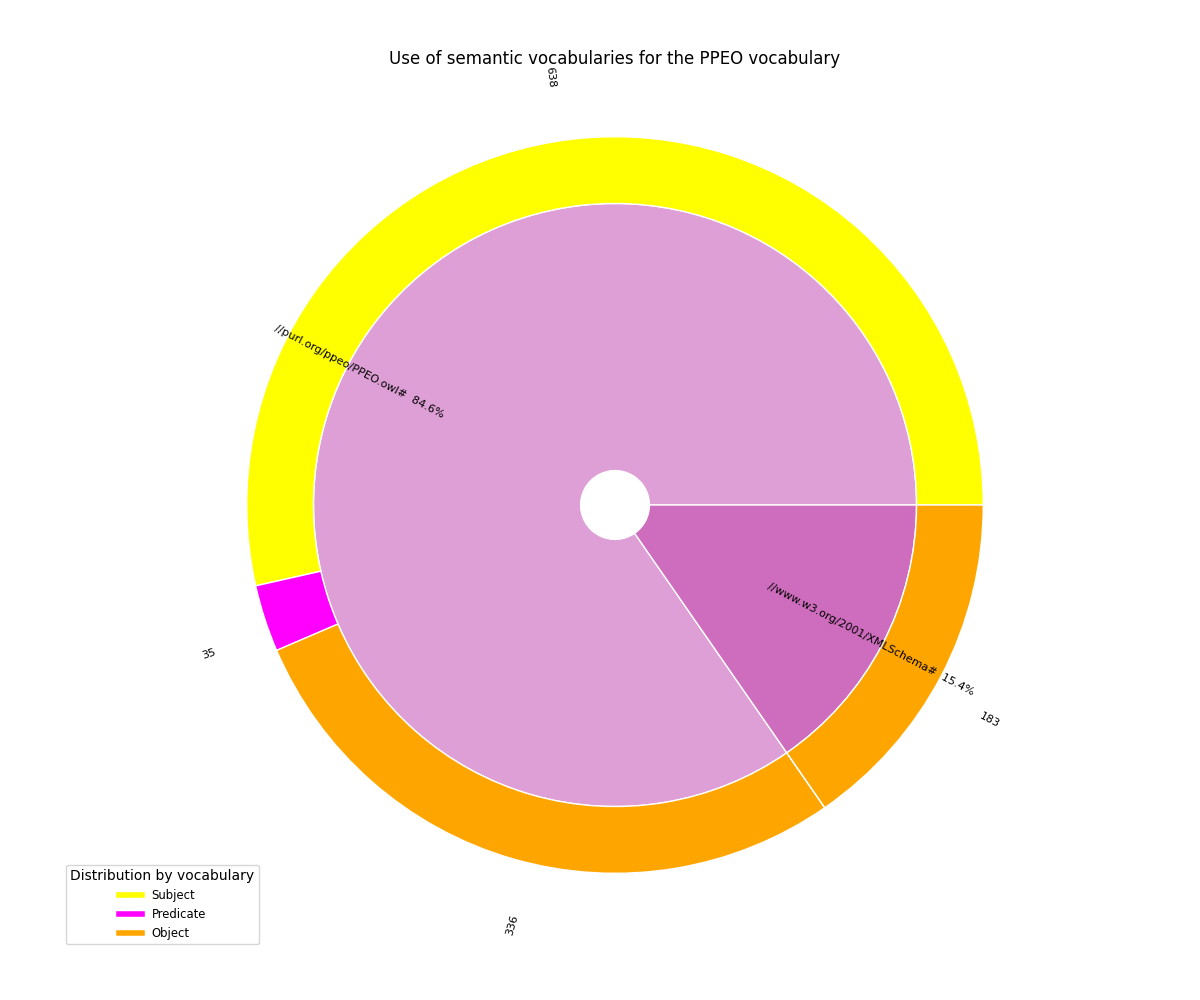 Use of semantic vocabularies for the PPEO vocabulary
638
//purl.org/ppeo/PPEO.owl# 84.6%
//www.w3.org/2001/XMLSchema# 15.4%
35
183
336
Distribution by vocabulary
Subject
Predicate
Object